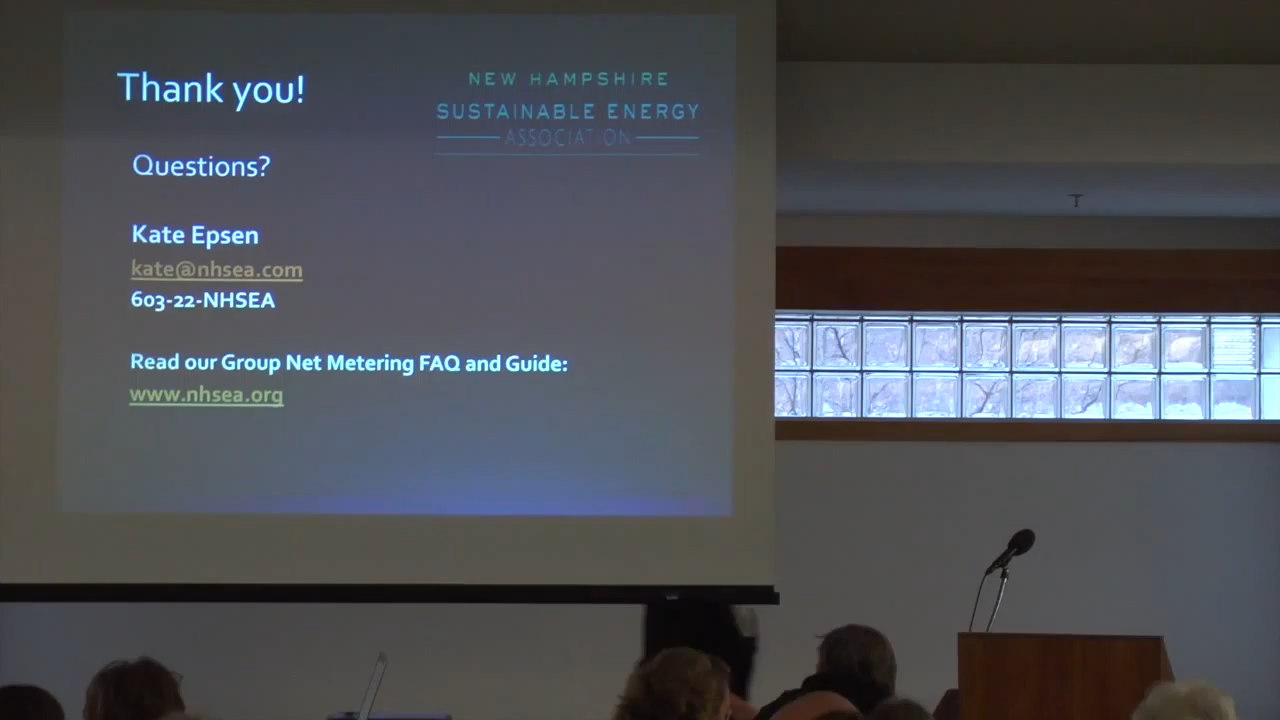 Thank you!
NEW HAMPSHIRE
SUSTAINABLE ENERGY
ASSOCIATION
Questions?
Kate Epsen
kate@nhsea.com
603-22-NHSEA
Read our Group Net Metering FAQ and Guide:
www.nhsea.org